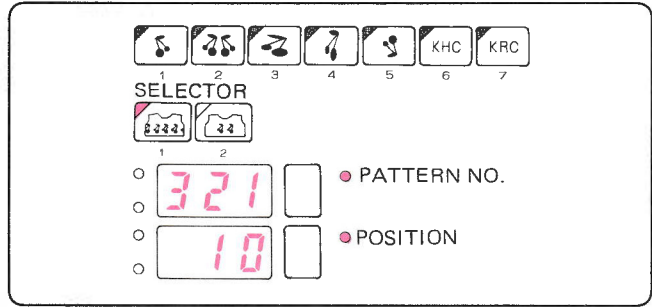 KHC KRC
1 2 3 4 5 6 7
SELECTOR
1 2
321 PATTERN NO.
10 POSITION